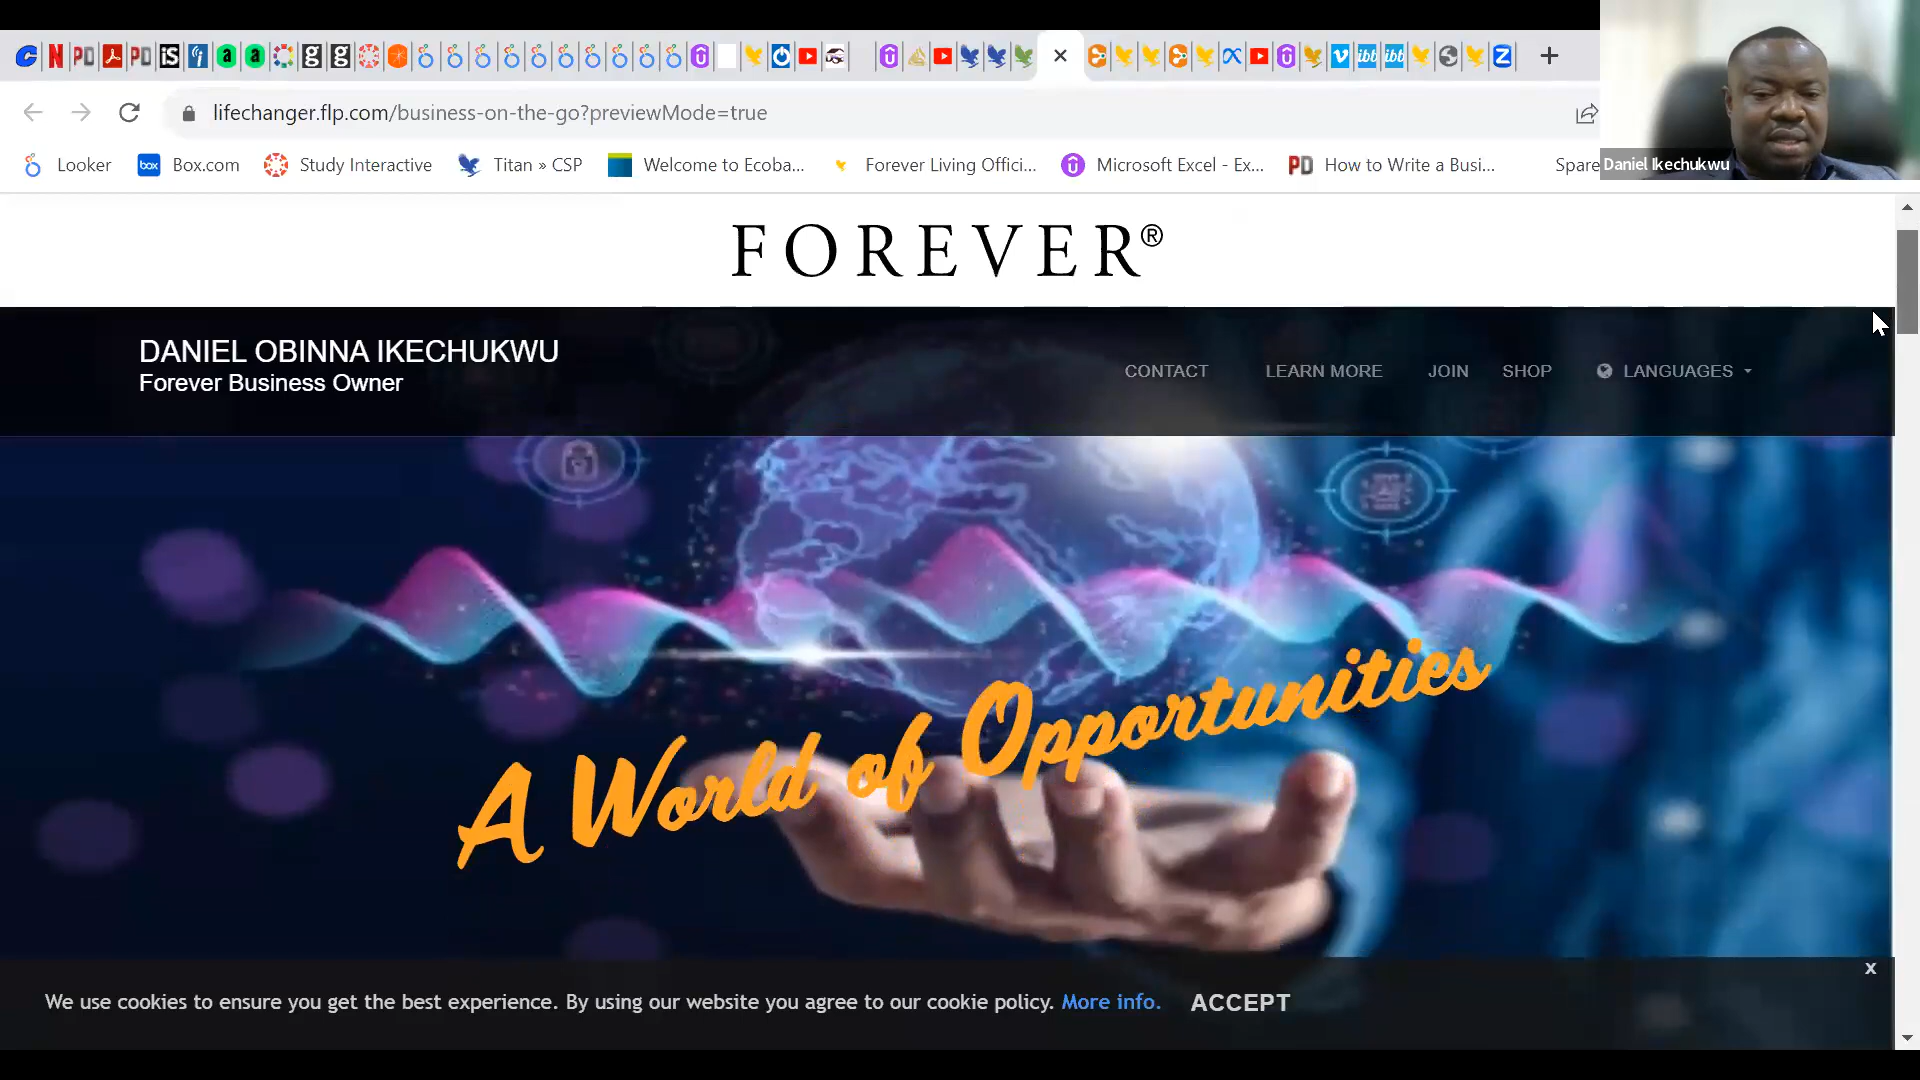 lifechanger.flp.com/business-on-the-go?previewMode=true
Daniel Ikechukwu
Looker
Box.com
Study Interactive
Titan » CSP
Welcome to Ecoba...
Forever Living Offici...
Microsoft Excel - Ex...
How to Write a Busi...
Spare
FOREVER®
DANIEL OBINNA IKECHUKWU
Forever Business Owner
CONTACT
LEARN MORE
JOIN
SHOP
LANGUAGES
A World of Opportunities
We use cookies to ensure you get the best experience. By using our website you agree to our cookie policy. More info.
ACCEPT
x